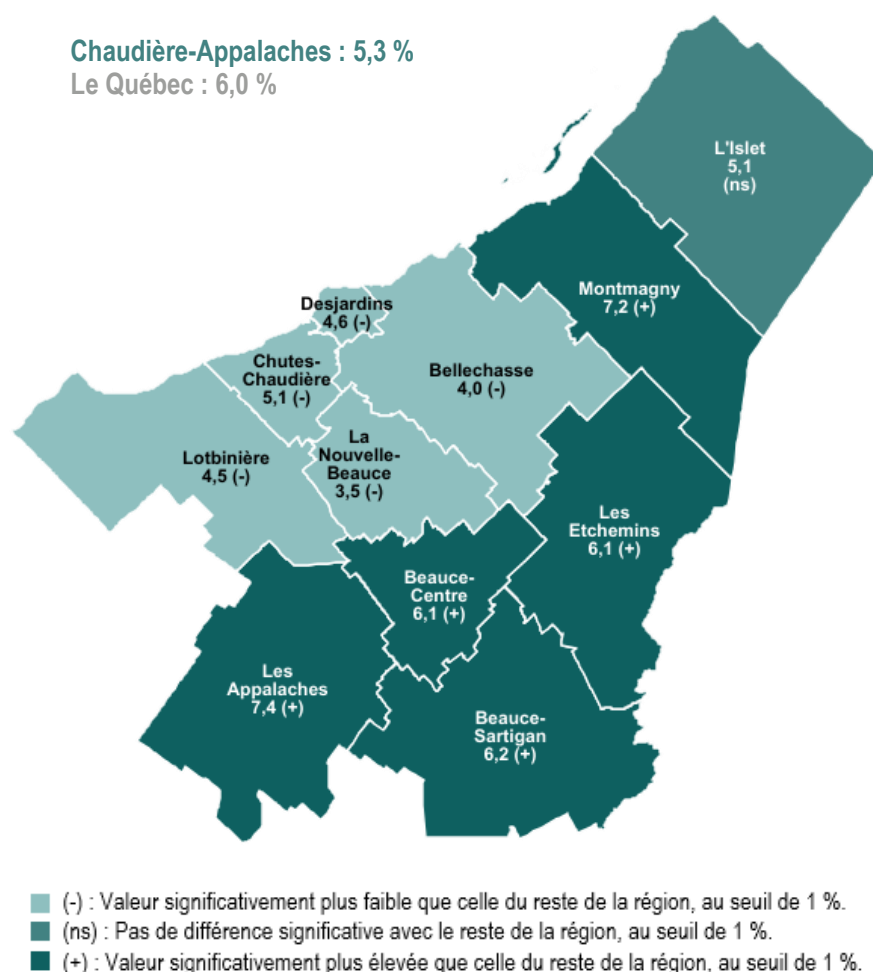 Chaudière-Appalaches : 5,3 %
Le Québec : 6,0 %
L'Islet
5,1
(ns)
Montmagny
7,2 (+)
Desjardins
4,6 (-)
Chutes-
Chaudière
5,1 (-)
Bellechasse
4,0 (-)
Lotbinière
4,5 (-)
La
Nouvelle-
Beauce
3,5 (-)
Les
Etchemins
6,1 (+)
Beauce-
Centre
6,1 (+)
Les
Appalaches
7,4 (+)
Beauce-
Sartigan
6,2 (+)
(-) : Valeur significativement plus faible que celle du reste de la région, au seuil de 1 %.
(ns) : Pas de différence significative avec le reste de la région, au seuil de 1 %.
(+) : Valeur significativement plus élevée que celle du reste de la région, au seuil de 1 %.